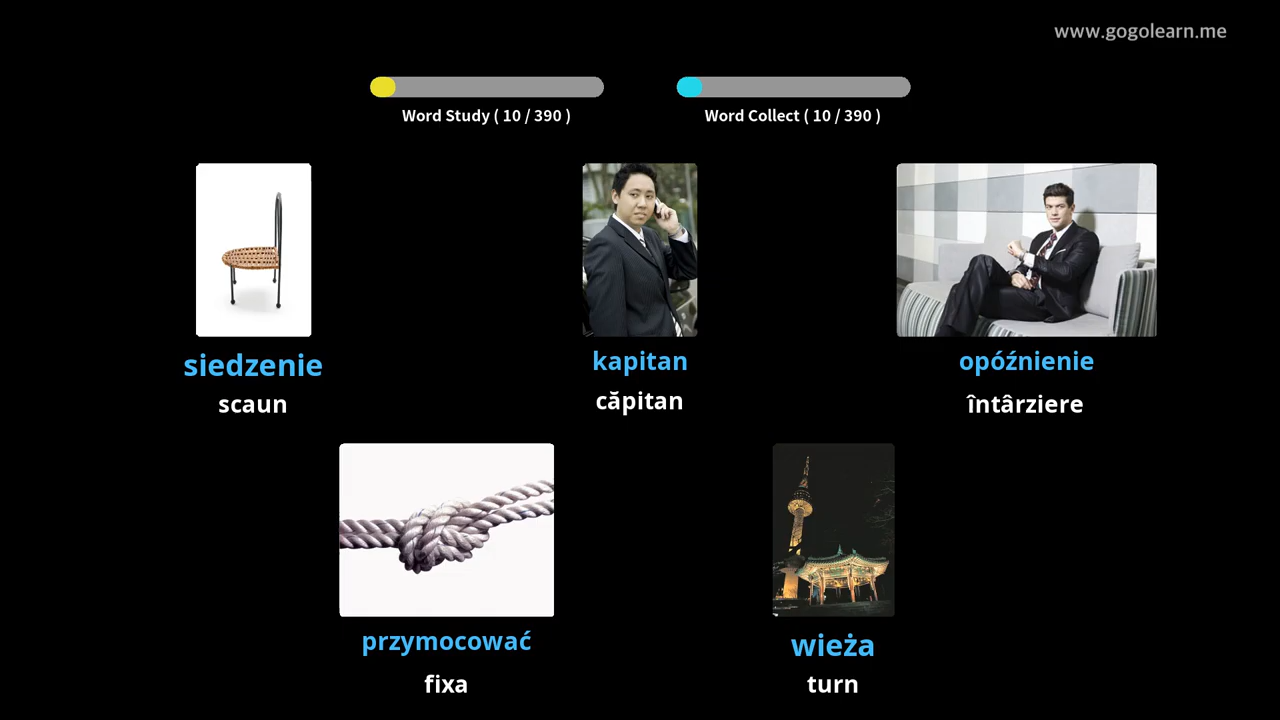 www.gogolearn.me
Word Study ( 10 / 390 )
Word Collect ( 10 / 390 )
siedzenie
scaun
kapitan
căpitan
opóźnienie
întârziere
przymocować
fixa
wieża
turn